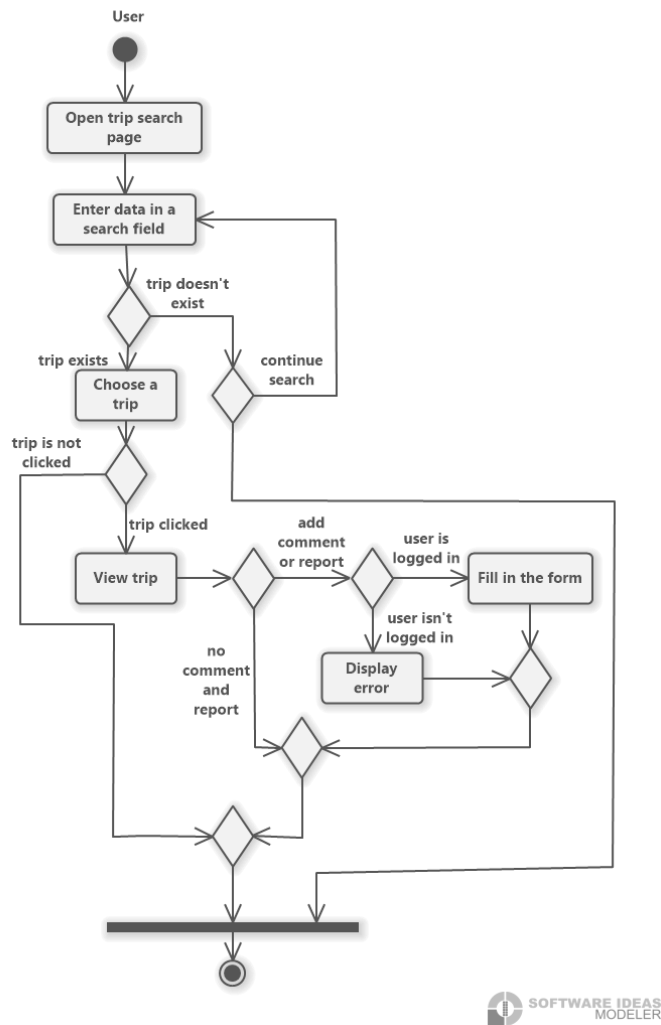 User
Open trip search
page
Enter data in a
search field
trip doesn't
exist
trip exists
continue
search
Choose a
trip
trip is not
clicked
trip clicked
add
comment
or report
user is
logged in
View trip
Fill in the form
user isn't
logged in
no
comment
and
report
Display
error
SOFTWARE IDEAS
MODELER